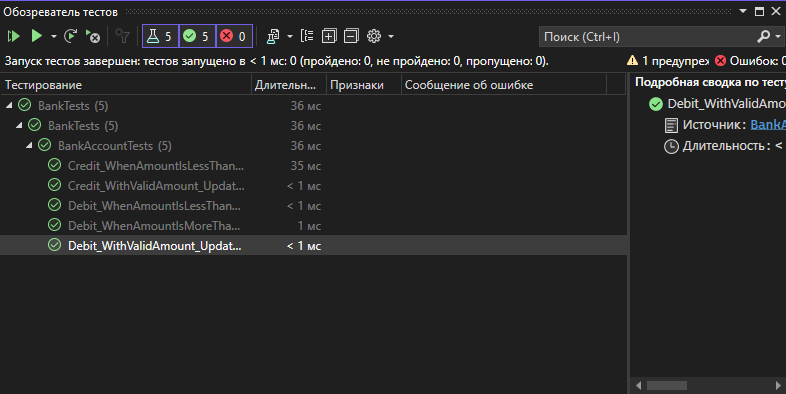 Обозреватель тестов
5 5 0 Поиск (Ctrl+I)
Запуск тестов завершен: тестов запущено в < 1 мс: 0 (пройдено: 0, не пройдено: 0, пропущено: 0). 1 предупреж Ошибок: 0
Тестирование Длительн... Признаки Сообщение об ошибке
BankTests (5) 36 мс
BankTests (5) 36 мс
BankAccountTests (5) 36 мс
Credit_WhenAmountIsLessThan... 35 мс
Credit_WithValidAmount_Updat... < 1 мс
Debit_WhenAmountIsLessThan... < 1 мс
Debit_WhenAmountIsMoreTha... 1 мс
Debit_WithValidAmount_Updat... < 1 мс
Подробная сводка по тесту
Debit_WithValidAmo
Источник: BankA
Длительность: <